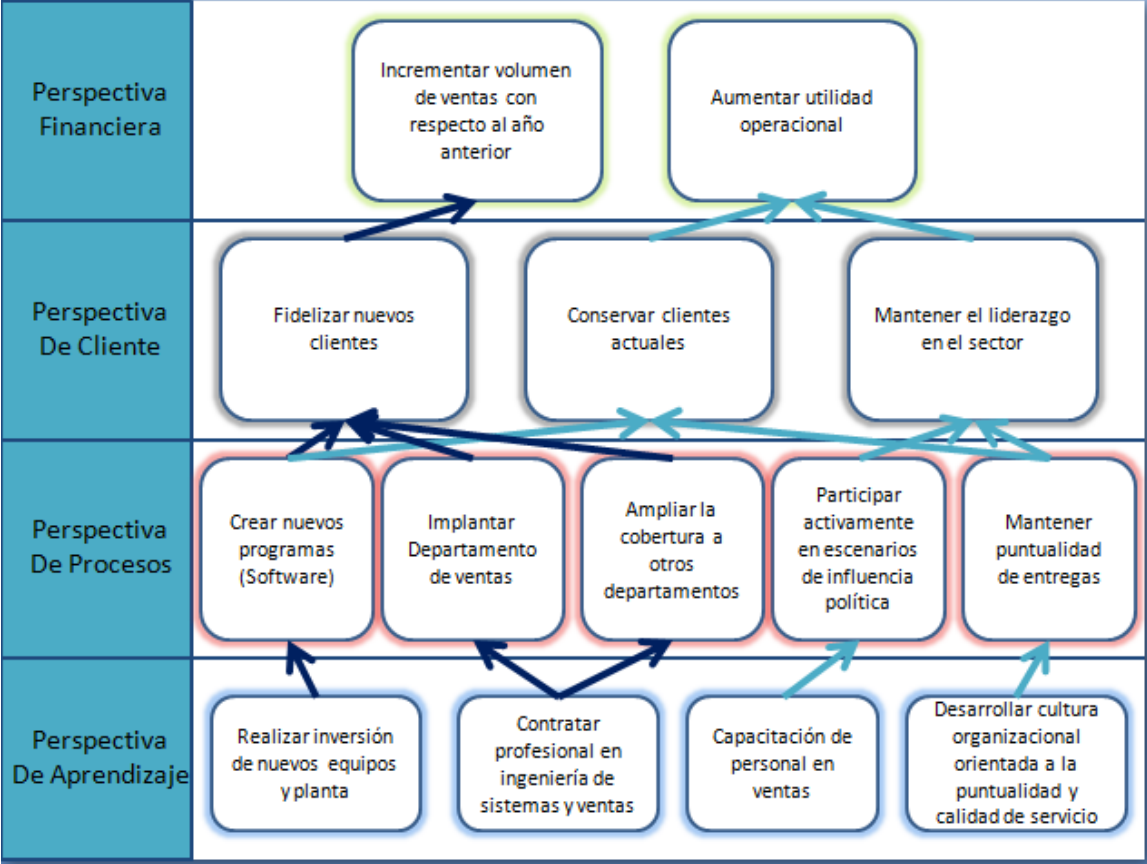 Perspectiva
Financiera
Incrementar volumen
de ventas con
respecto al año
anterior
Aumentar utilidad
operacional
Perspectiva
De Cliente
Fidelizar nuevos
clientes
Conservar clientes
actuales
Mantener el liderazgo
en el sector
Perspectiva
De Procesos
Crear nuevos
programas
(Software)
Implantar
Departamento
de ventas
Ampliar la
cobertura a
otros
departamentos
Participar
activamente
en escenarios
de influencia
política
Mantener
puntualidad
de entregas
Perspectiva
De Aprendizaje
Realizar inversión
de nuevos equipos
y planta
Contratar
profesional en
ingeniería de
sistemas y ventas
Capacitación de
personal en
ventas
Desarrollar cultura
organizacional
orientada a la
puntualidad y
calidad de servicio